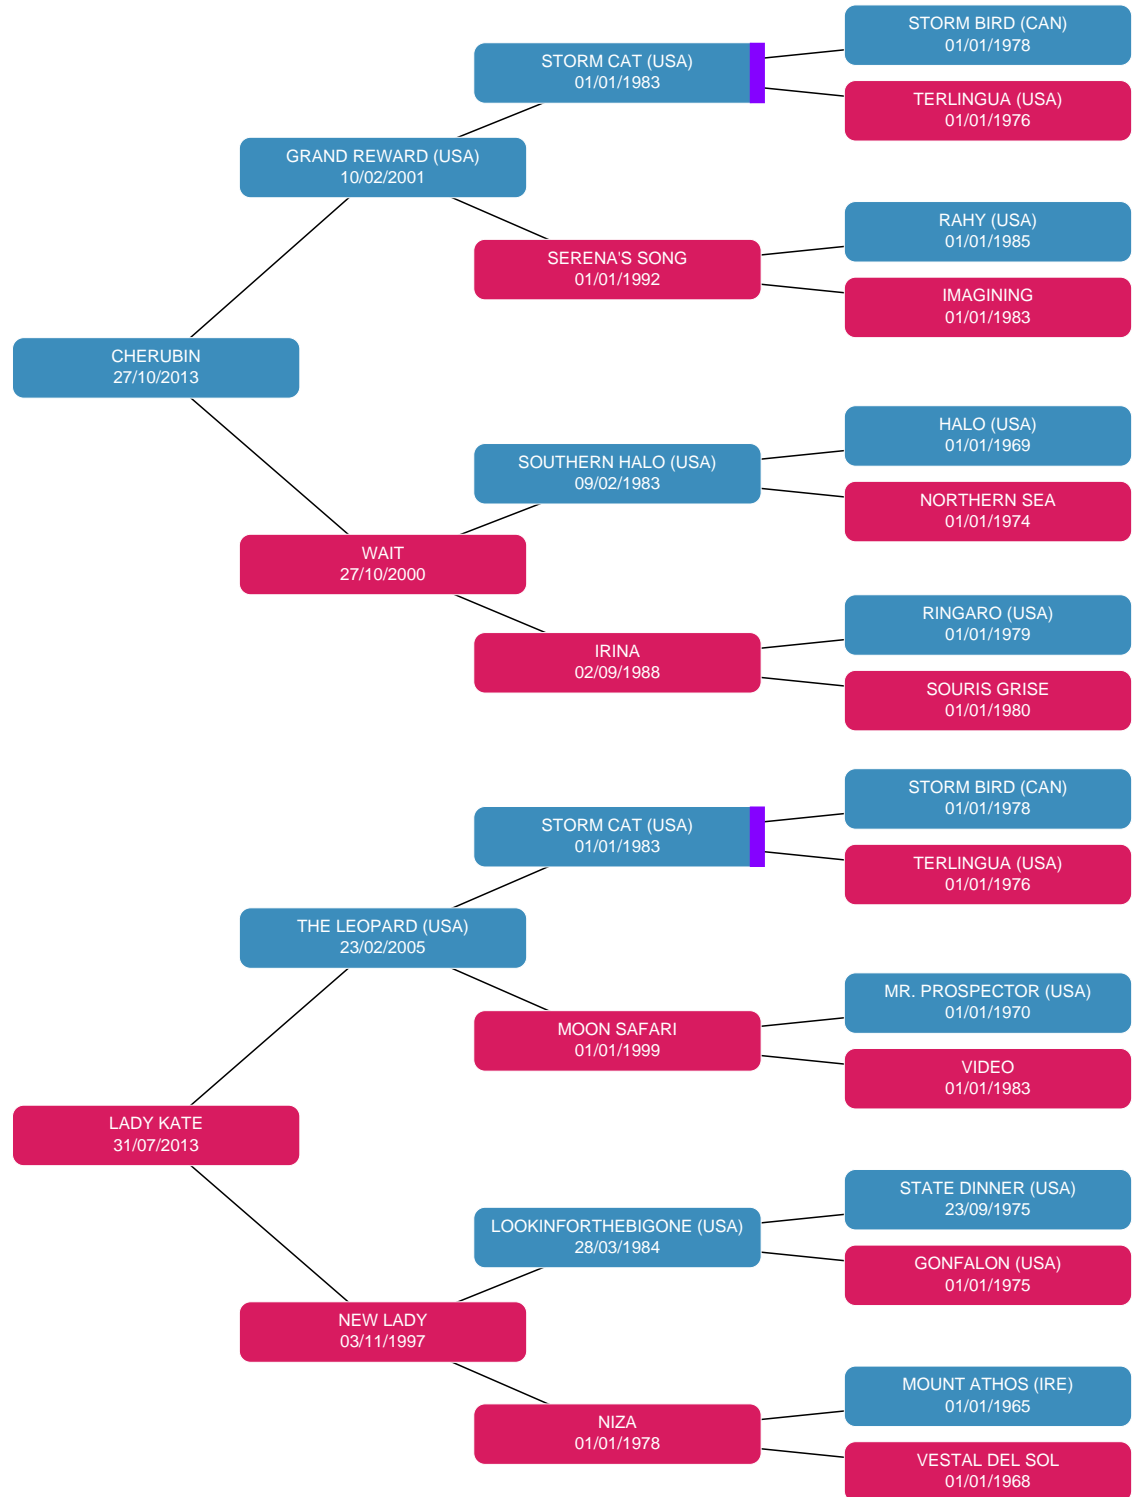 STORM BIRD (CAN)
01/01/1978
STORM CAT (USA)
01/01/1983
TERLINGUA (USA)
01/01/1976
GRAND REWARD (USA)
10/02/2001
RAHY (USA)
01/01/1985
SERENA'S SONG
01/01/1992
IMAGINING
01/01/1983
CHERUBIN
27/10/2013
HALO (USA)
01/01/1969
SOUTHERN HALO (USA)
09/02/1983
NORTHERN SEA
01/01/1974
WAIT
27/10/2000
RINGARO (USA)
01/01/1979
IRINA
02/09/1988
SOURIS GRISE
01/01/1980
STORM BIRD (CAN)
01/01/1978
STORM CAT (USA)
01/01/1983
TERLINGUA (USA)
01/01/1976
THE LEOPARD (USA)
23/02/2005
MR. PROSPECTOR (USA)
01/01/1970
MOON SAFARI
01/01/1999
VIDEO
01/01/1983
LADY KATE
31/07/2013
STATE DINNER (USA)
23/09/1975
LOOKINFORTHEBIGONE (USA)
28/03/1984
GONFALON (USA)
01/01/1975
NEW LADY
03/11/1997
MOUNT ATHOS (IRE)
01/01/1965
NIZA
01/01/1978
VESTAL DEL SOL
01/01/1968